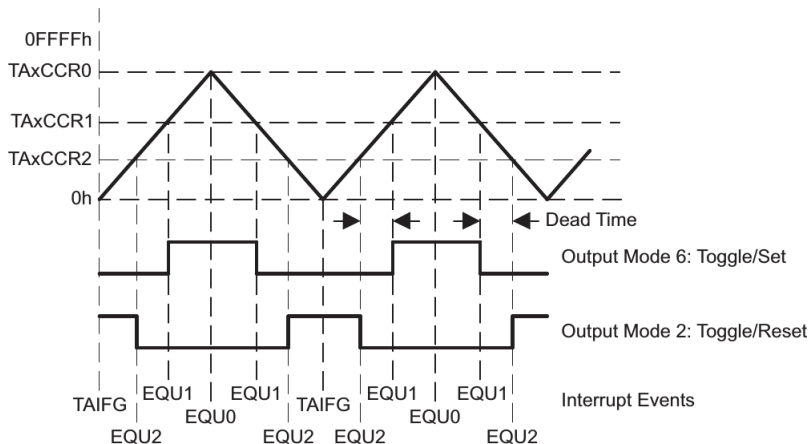 0FFFFh
TAxCCR0
TAxCCR1
TAxCCR2
0h
Dead Time
Output Mode 6: Toggle/Set
Output Mode 2: Toggle/Reset
TAIFG EQU1 EQU1 TAIFG EQU1 EQU1 Interrupt Events
EQU2 EQU0 EQU2 EQU2 EQU0 EQU2